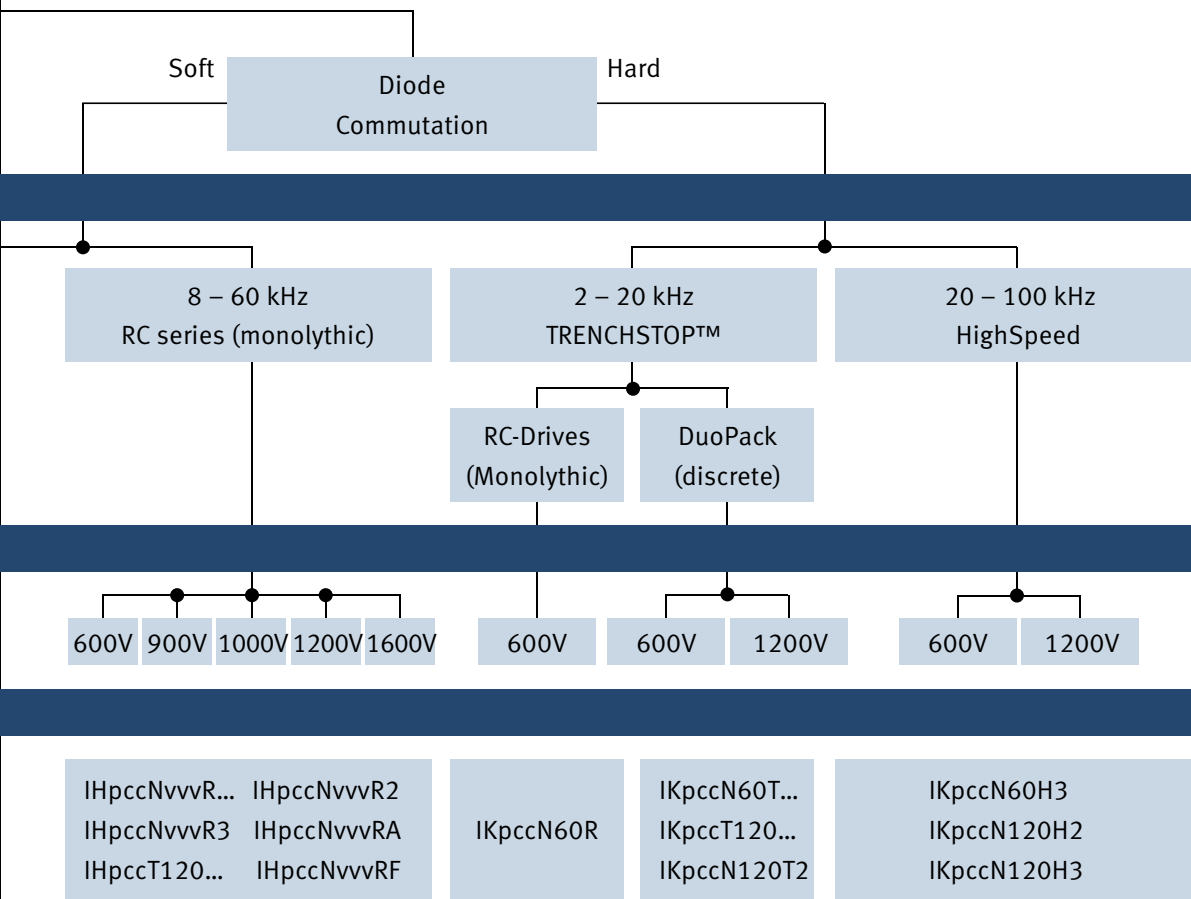 Soft
Diode
Commutation
Hard
8 – 60 kHz
RC series (monolythic)
2 – 20 kHz
TRENCHSTOP™
20 – 100 kHz
HighSpeed
RC-Drives
(Monolythic)
DuoPack
(discrete)
600V 900V 1000V 1200V 1600V
600V
600V 1200V
600V 1200V
IHpccNvvvR... IHpccNvvvR2
IHpccNvvvR3 IHpccNvvvRA
IHpccT120... IHpccNvvvRF
IKpccN60R
IKpccN60T...
IKpccT120...
IKpccN120T2
IKpccN60H3
IKpccN120H2
IKpccN120H3